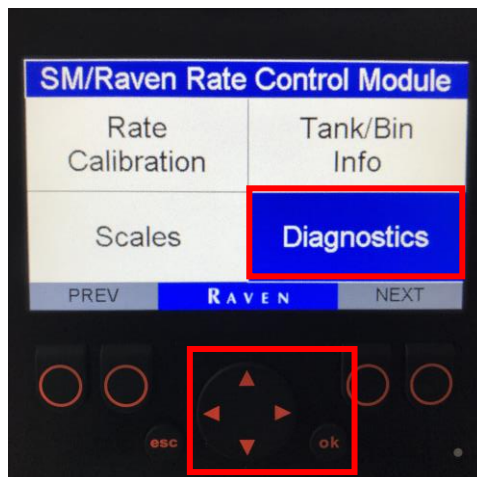 SM/Raven Rate Control Module
Rate
Calibration
Tank/Bin
Info
Scales
Diagnostics
PREV
RAVEN
NEXT
esc
ok